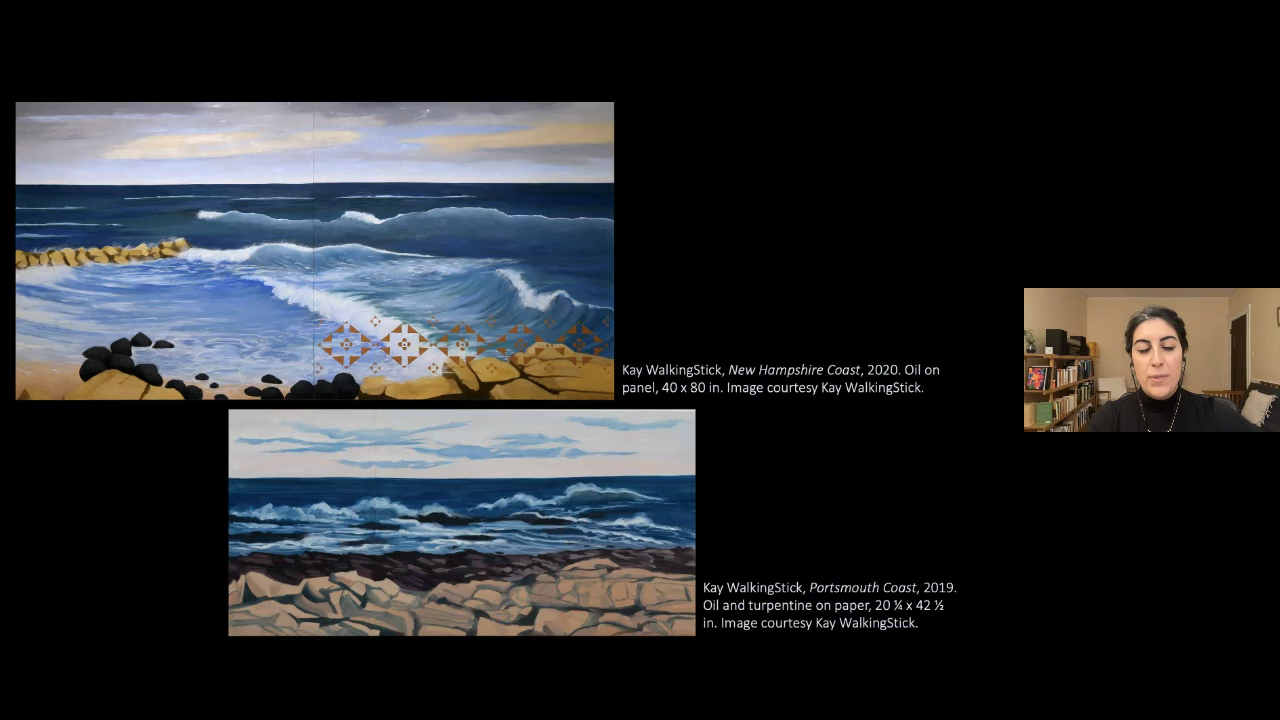 Kay WalkingStick, New Hampshire Coast, 2020. Oil on
panel, 40 x 80 in. Image courtesy Kay WalkingStick.
Kay WalkingStick, Portsmouth Coast, 2019.
Oil and turpentine on paper, 20 ¼ x 42 ½
in. Image courtesy Kay WalkingStick.